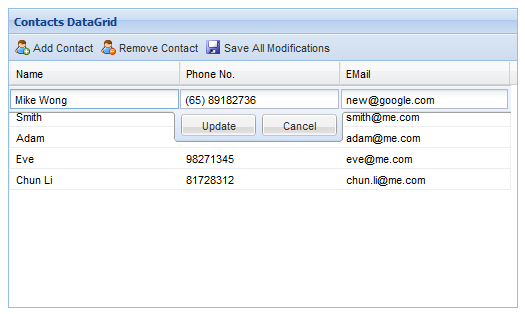 Contacts DataGrid
Add Contact Remove Contact Save All Modifications
Name Phone No. EMail
Mike Wong (65) 89182736 new@google.com
Smith smith@me.com
Update Cancel
Adam adam@me.com
Eve 98271345 eve@me.com
Chun Li 81728312 chun.li@me.com